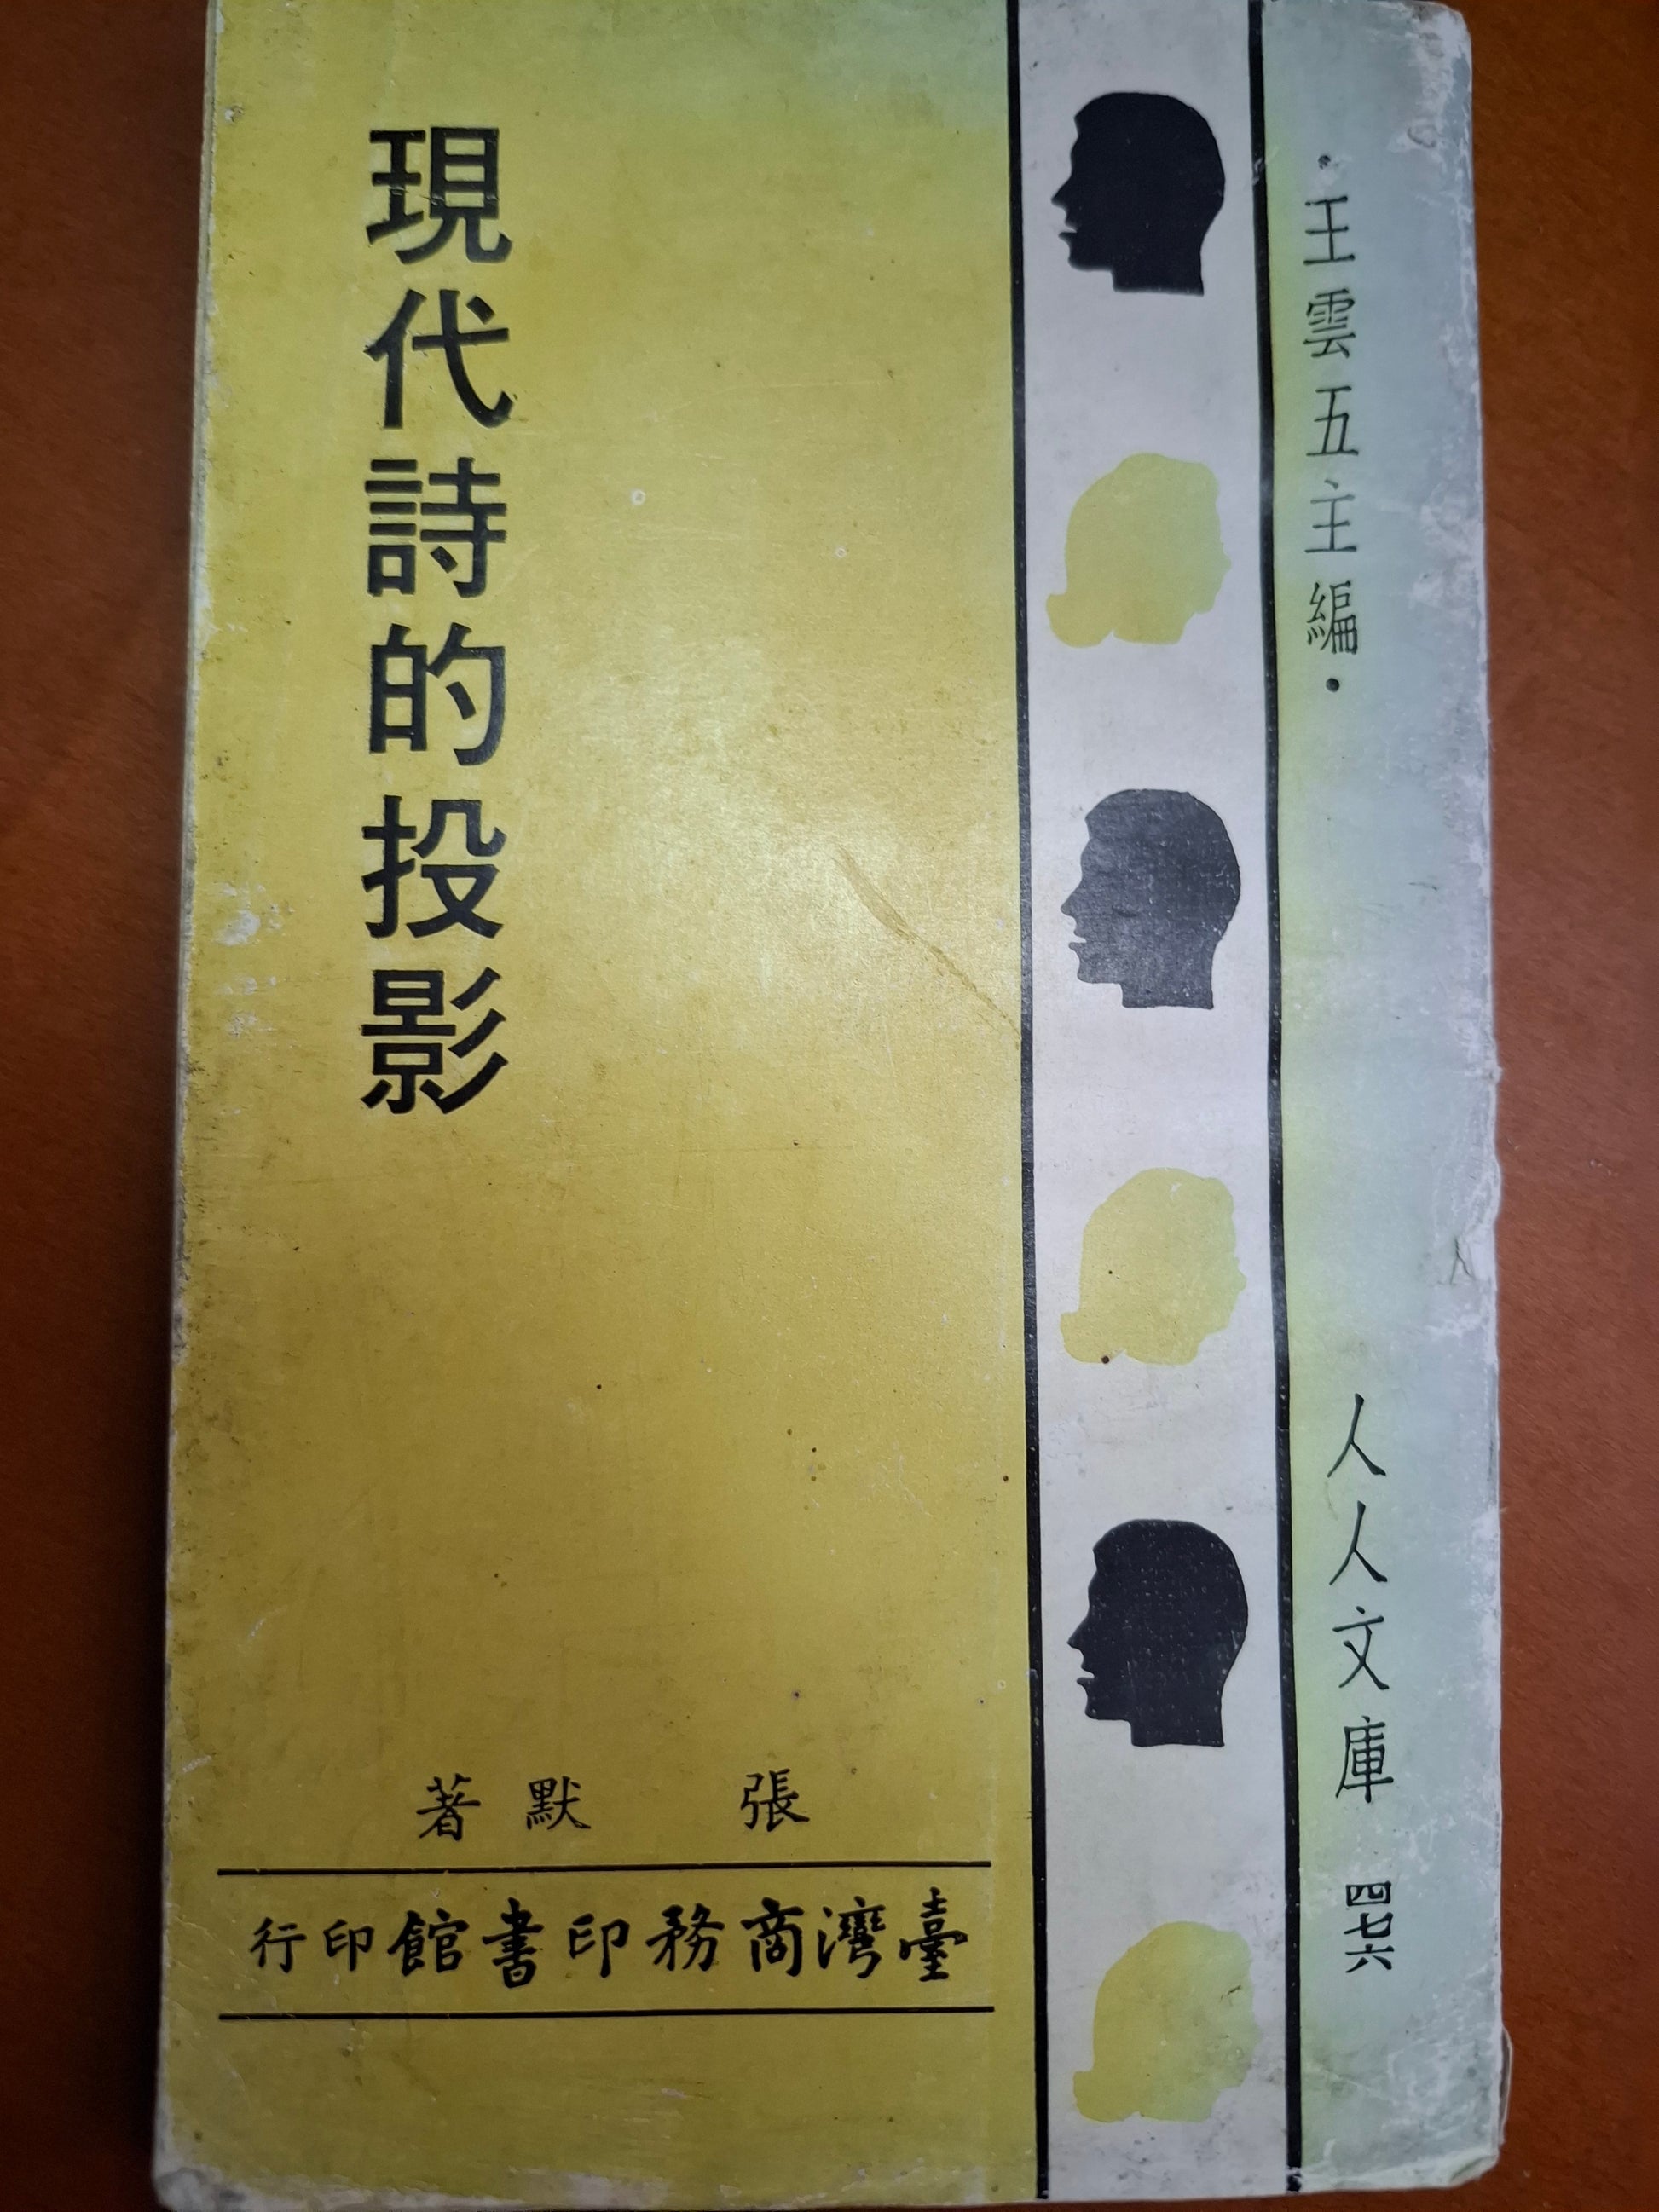 ·王雲五主編·
人人文庫 四七六
現代詩的投影
張默著
臺灣商務印書館印行